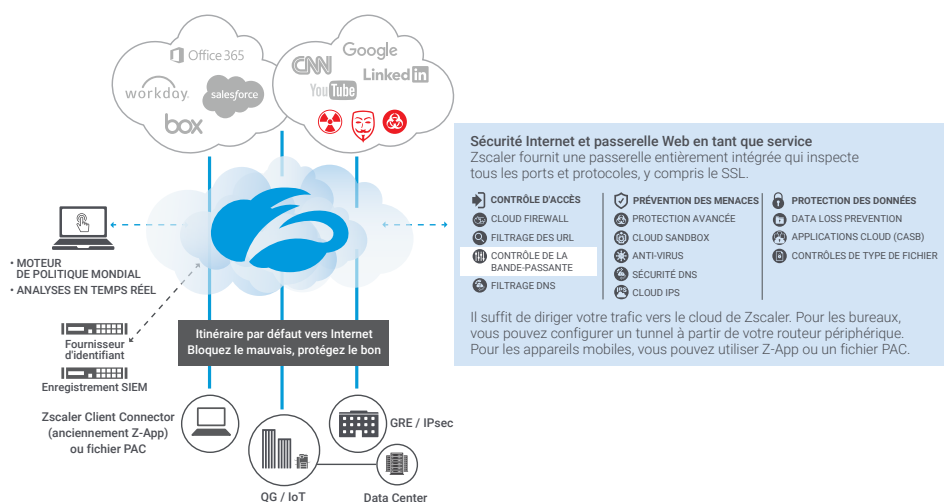 Office 365
workday.
salesforce
box
Google
CNN
LinkedIn
YouTube
• MOTEUR
DE POLITIQUE MONDIAL
• ANALYSES EN TEMPS RÉEL
Fournisseur
d'identifiant
Enregistrement SIEM
Itinéraire par défaut vers Internet
Bloquez le mauvais, protégez le bon
Zscaler Client Connector
(anciennement Z-App)
ou fichier PAC
GRE / IPsec
QG / IoT
Data Center
Sécurité Internet et passerelle Web en tant que service
Zscaler fournit une passerelle entièrement intégrée qui inspecte
tous les ports et protocoles, y compris le SSL.
CONTRÔLE D'ACCÈS
CLOUD FIREWALL
FILTRAGE DES URL
CONTRÔLE DE LA
BANDE-PASSANTE
FILTRAGE DNS
PRÉVENTION DES MENACES
PROTECTION AVANCÉE
CLOUD SANDBOX
ANTI-VIRUS
SÉCURITÉ DNS
IPS
CLOUD IPS
PROTECTION DES DONNÉES
DATA LOSS PREVENTION
APPLICATIONS CLOUD (CASB)
CONTRÔLES DE TYPE DE FICHIER
Il suffit de diriger votre trafic vers le cloud de Zscaler. Pour les bureaux,
vous pouvez configurer un tunnel à partir de votre routeur périphérique.
Pour les appareils mobiles, vous pouvez utiliser Z-App ou un fichier PAC.